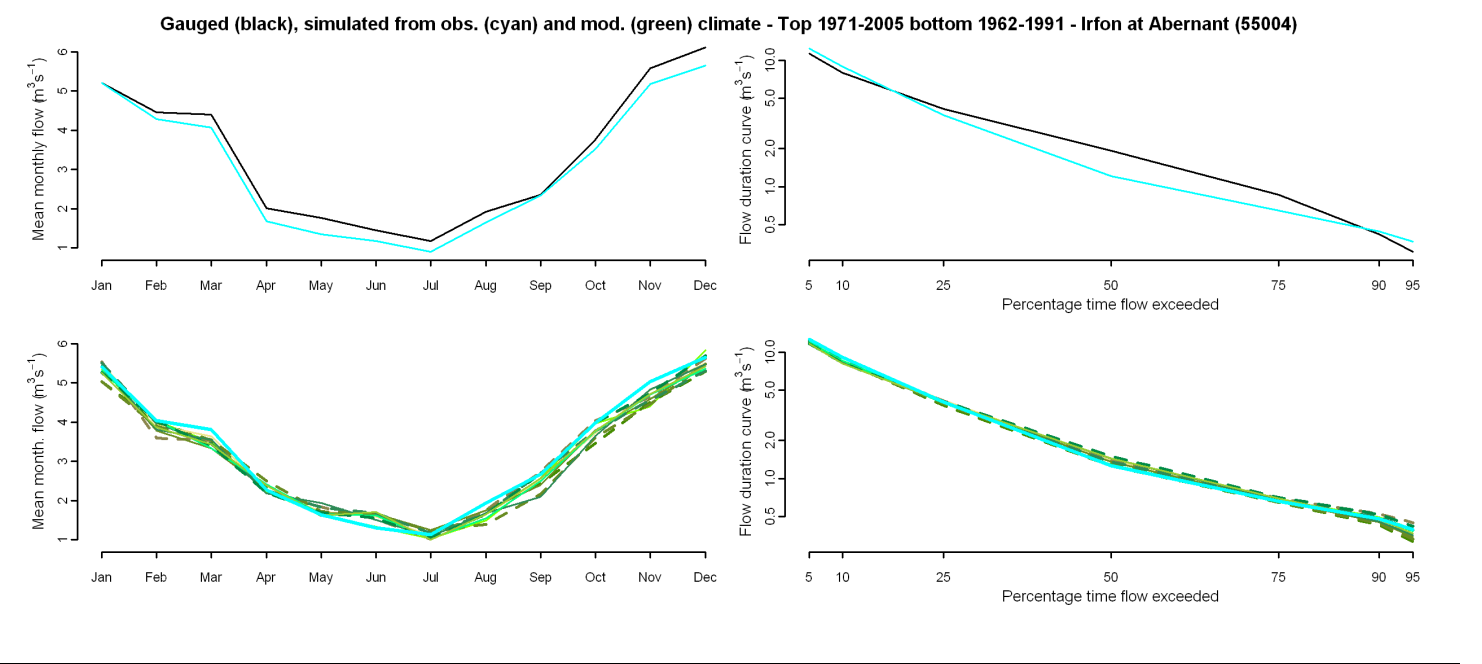 Gauged (black), simulated from obs. (cyan) and mod. (green) climate - Top 1971-2005 bottom 1962-1991 - Irfon at Abernant (55004)
Mean monthly flow (m³s⁻¹)
6
5
4
3
2
1
Jan Feb Mar Apr May Jun Jul Aug Sep Oct Nov Dec
Flow duration curve (m³s⁻¹)
10.0
5.0
2.0
1.0
0.5
5 10 25 50 75 90 95
Percentage time flow exceeded
Mean month. flow (m³s⁻¹)
6
5
4
3
2
1
Jan Feb Mar Apr May Jun Jul Aug Sep Oct Nov Dec
Flow duration curve (m³s⁻¹)
10.0
5.0
2.0
1.0
0.5
5 10 25 50 75 90 95
Percentage time flow exceeded